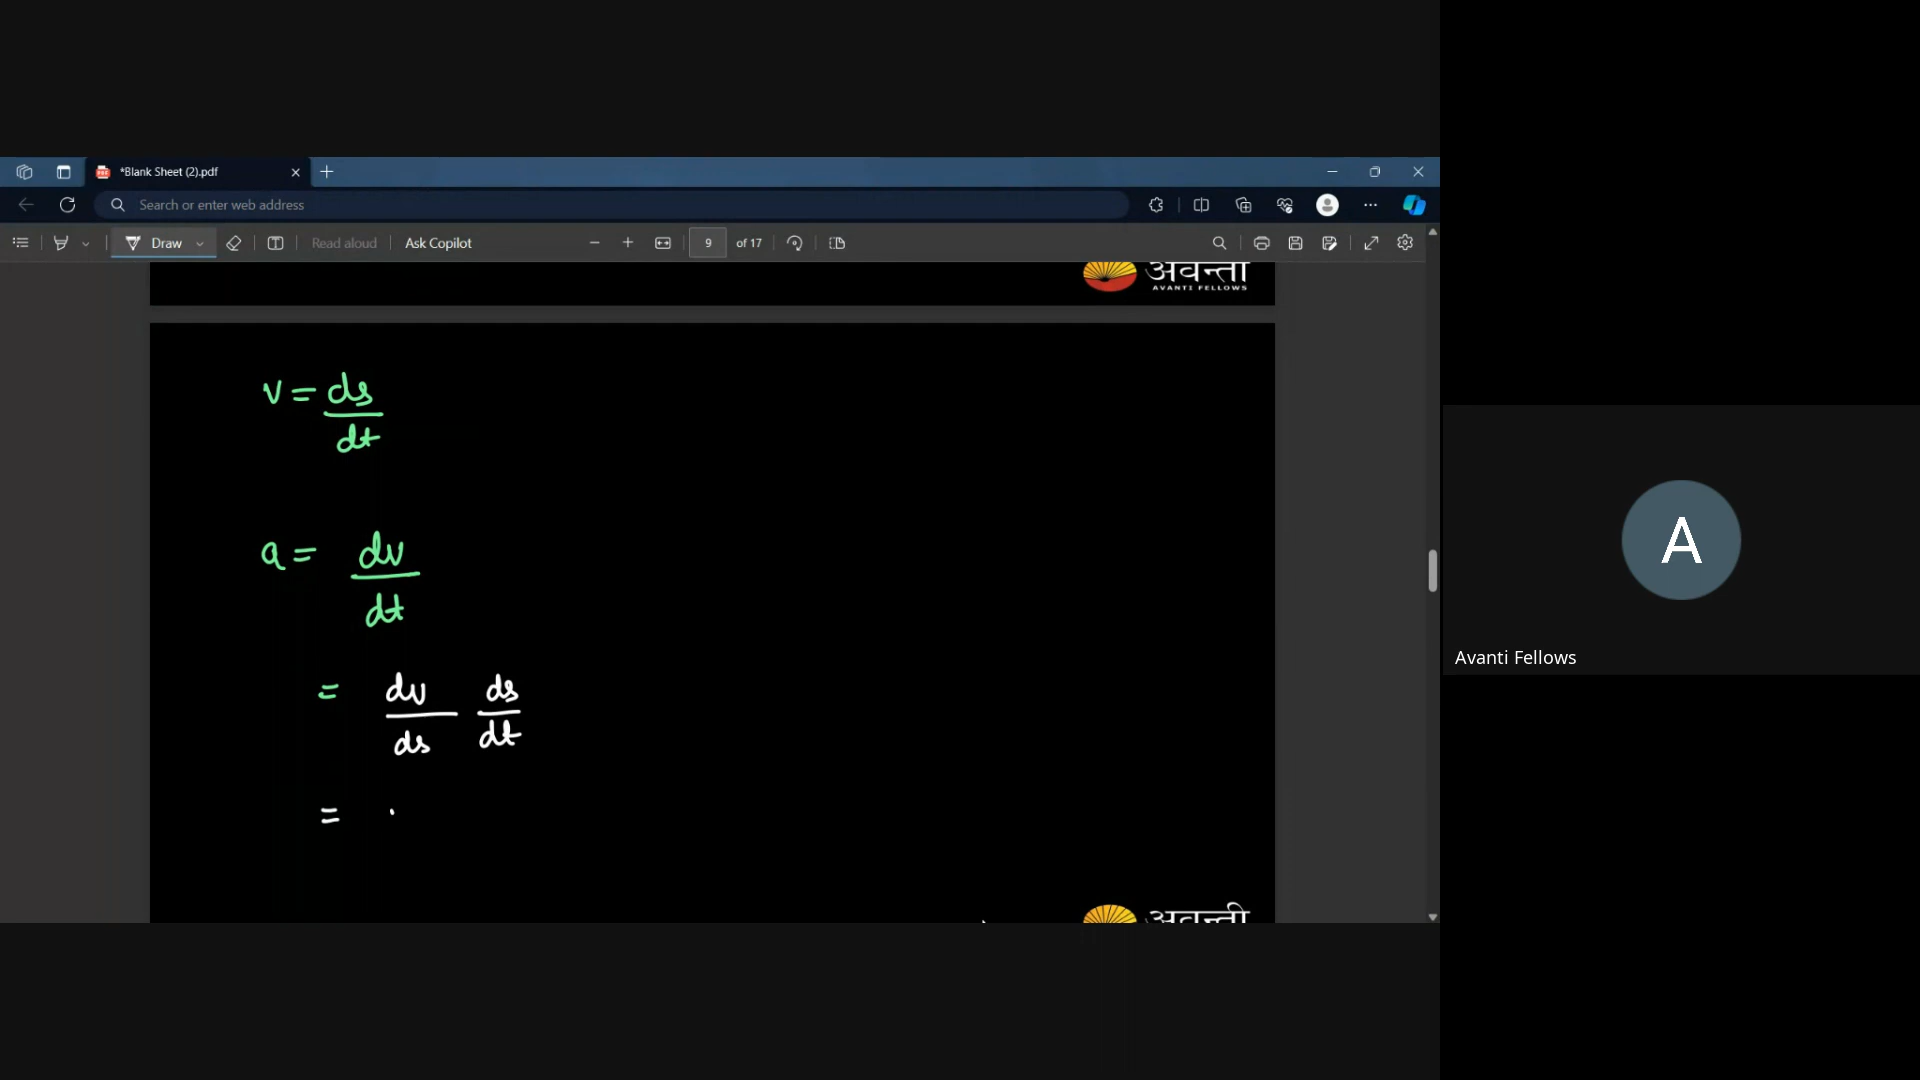 *Blank Sheet (2).pdf
Search or enter web address
Draw
Read aloud
Ask Copilot
9 of 17
अवन्ती
AVANTI FELLOWS
v = ds/dt
a = dv/dt
= dv/ds ds/dt
=
अवन्ती
A
Avanti Fellows